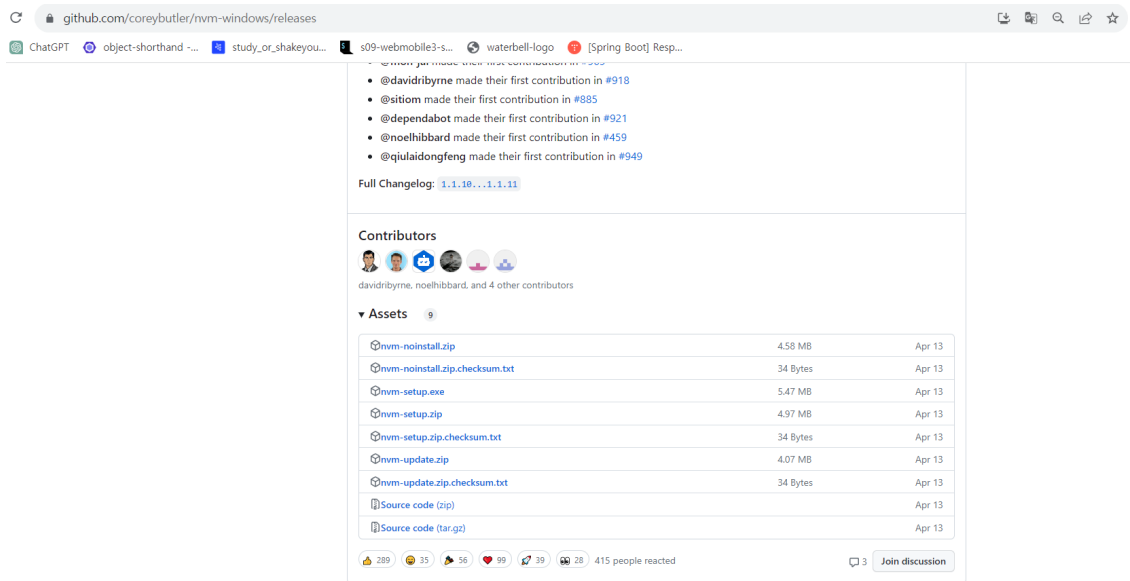 github.com/coreybutler/nvm-windows/releases
ChatGPT object-shorthand -... study_or_shakeyou... s09-webmobile3-s... waterbell-logo [Spring Boot] Resp...
@davidribyrne made their first contribution in #918
@sitiom made their first contribution in #885
@dependabot made their first contribution in #921
@noelhibbard made their first contribution in #459
@qiulaidongfeng made their first contribution in #949
Full Changelog: 1.1.10...1.1.11
Contributors
davidribyrne, noelhibbard, and 4 other contributors
Assets 9
nvm-noinstall.zip 4.58 MB Apr 13
nvm-noinstall.zip.checksum.txt 34 Bytes Apr 13
nvm-setup.exe 5.47 MB Apr 13
nvm-setup.zip 4.97 MB Apr 13
nvm-setup.zip.checksum.txt 34 Bytes Apr 13
nvm-update.zip 4.07 MB Apr 13
nvm-update.zip.checksum.txt 34 Bytes Apr 13
Source code (zip) Apr 13
Source code (tar.gz) Apr 13
289 35 56 99 39 28 415 people reacted 3 Join discussion